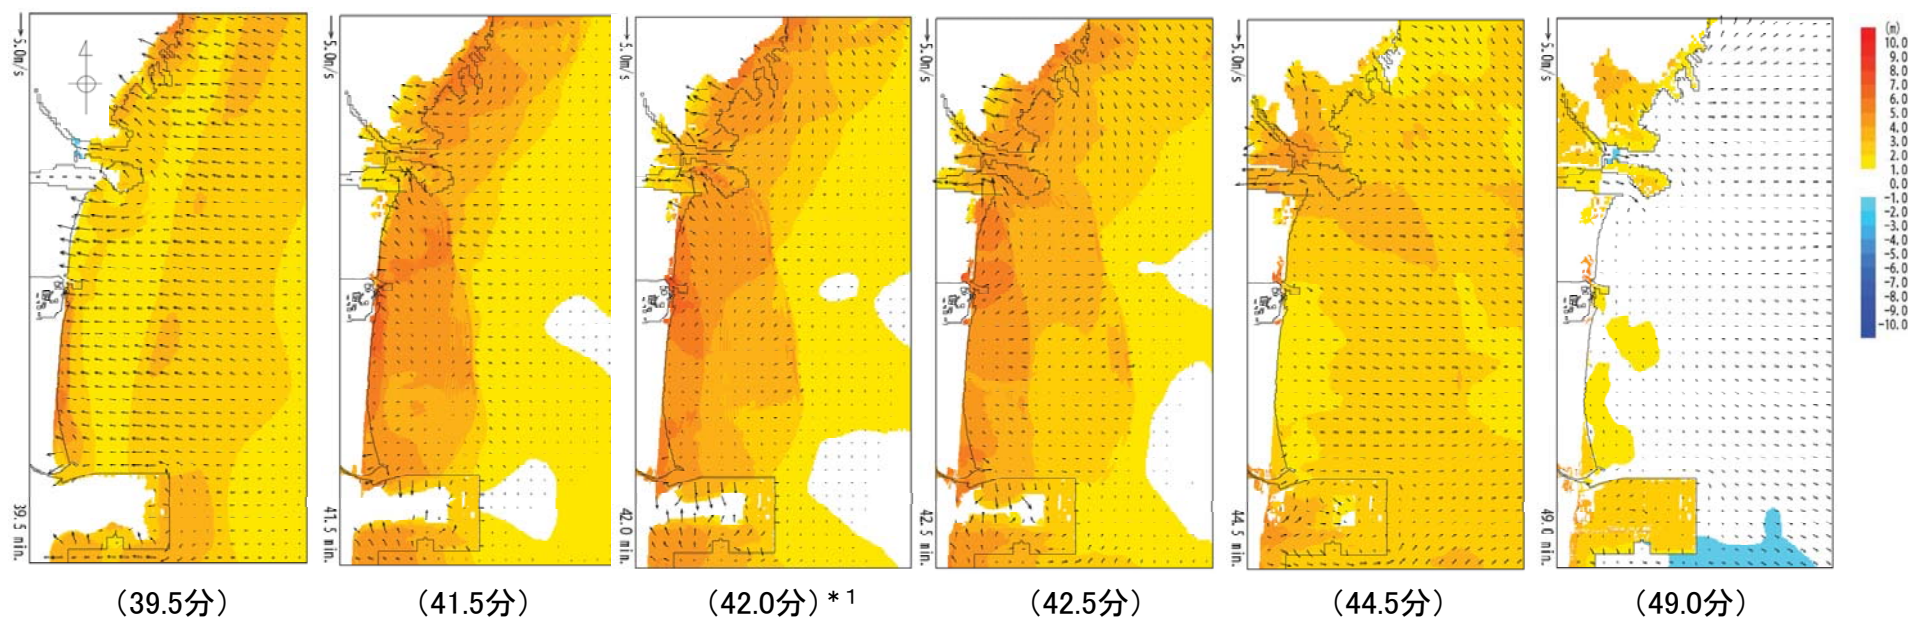 5.0m/s
39.5 min.
5.0m/s
41.5 min.
5.0m/s
42.0 min.
5.0m/s
42.5 min.
5.0m/s
44.5 min.
5.0m/s
49.0 min.
(m)
10.0
9.0
8.0
7.0
6.0
5.0
4.0
3.0
2.0
1.0
0.0
-1.0
-2.0
-3.0
-4.0
-5.0
-6.0
-7.0
-8.0
-9.0
-10.0
（39.5分）
（41.5分）
（42.0分）*1
（42.5分）
（44.5分）
（49.0分）